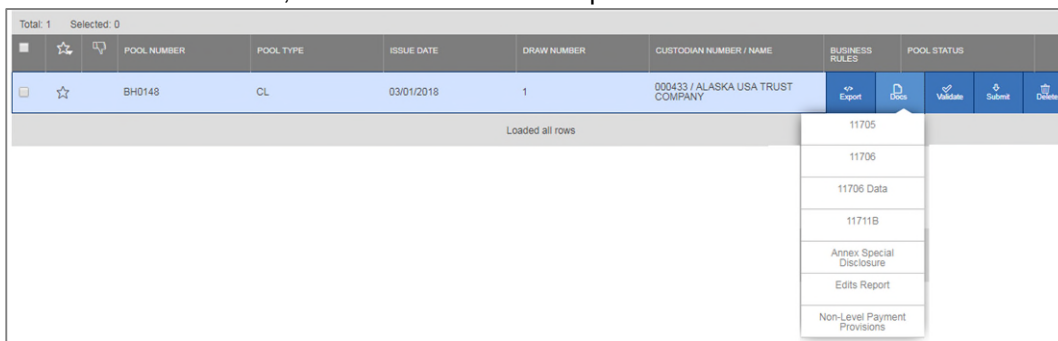 Total: 1 Selected: 0
POOL NUMBER POOL TYPE ISSUE DATE DRAW NUMBER CUSTODIAN NUMBER / NAME BUSINESS RULES POOL STATUS
BH0148 CL 03/01/2018 1 000433 / ALASKA USA TRUST COMPANY Export Docs Validate Submit Delete
Loaded all rows
11705
11706
11706 Data
11711B
Annex Special
Disclosure
Edits Report
Non-Level Payment
Provisions